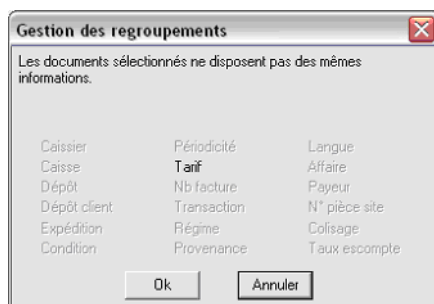 Gestion des regroupements
Les documents sélectionnés ne disposent pas des mêmes
informations.
Caissier Périodicité Langue
Caisse Tarif Affaire
Dépôt Nb facture Payeur
Dépôt client Transaction N° pièce site
Expédition Régime Colisage
Condition Provenance Taux escompte
Ok Annuler